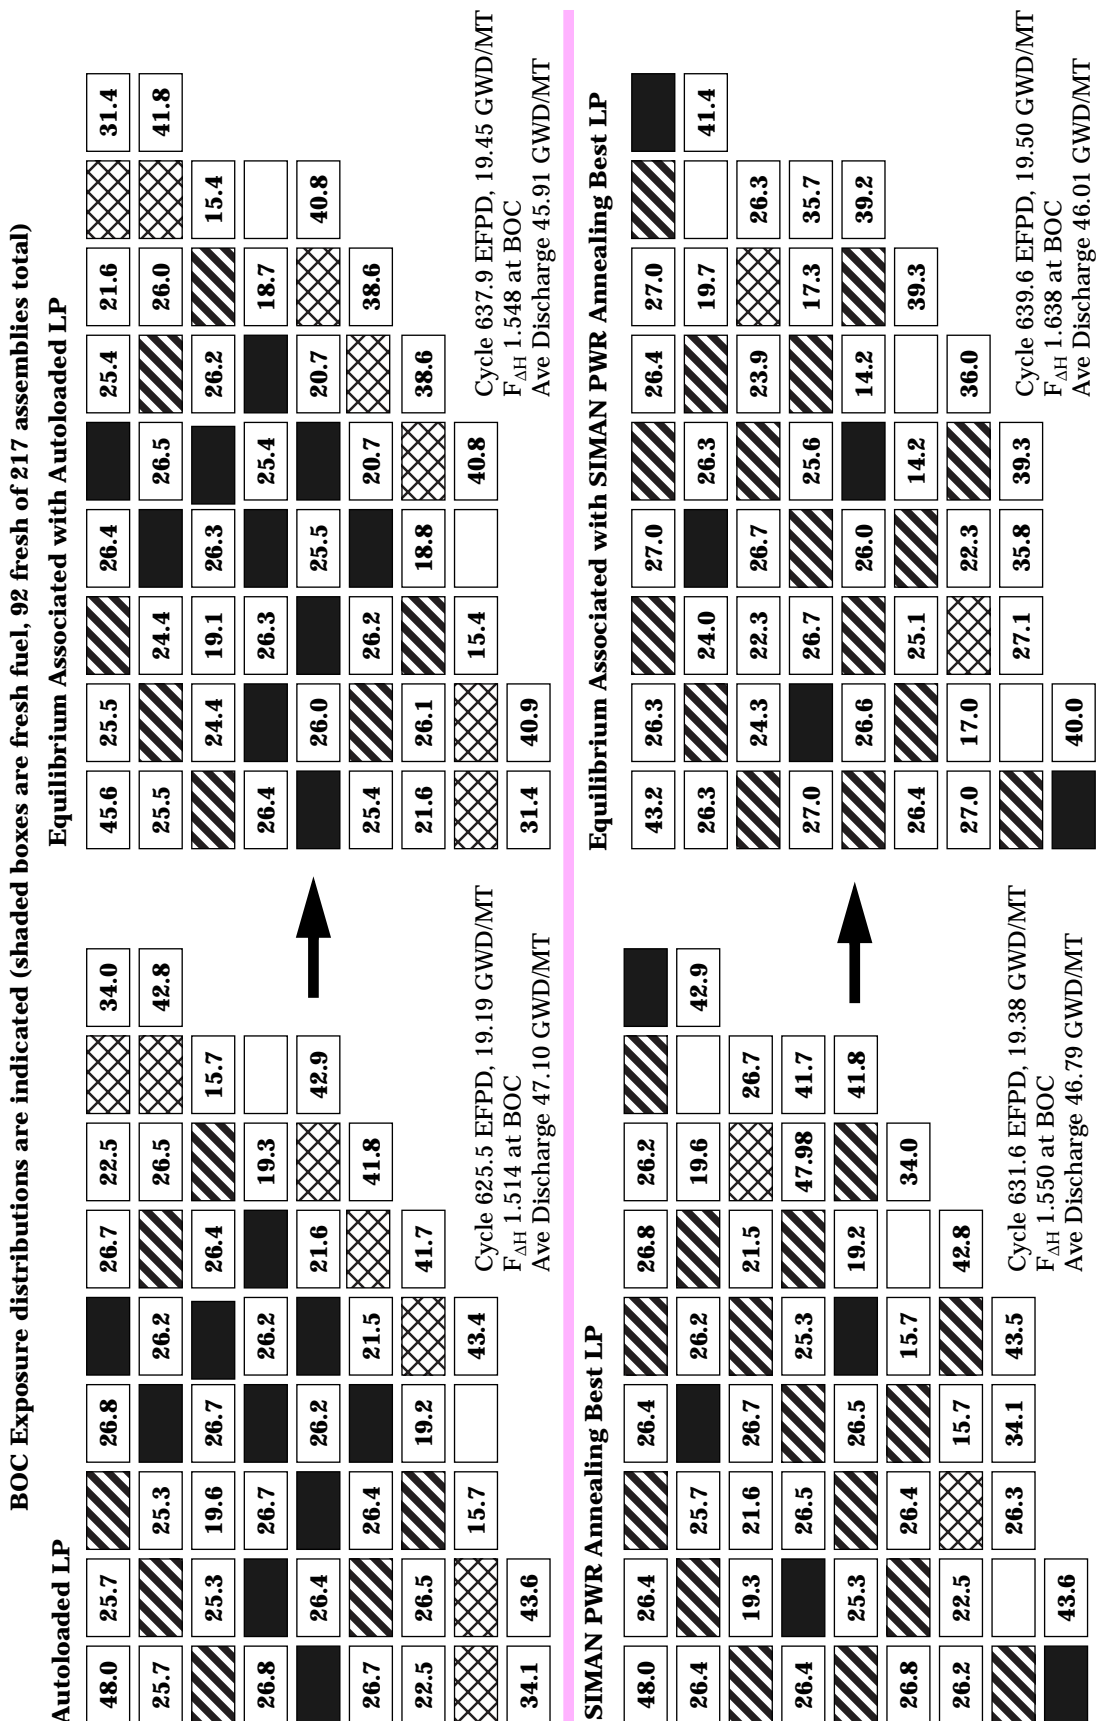 BOC Exposure distributions are indicated (shaded boxes are fresh fuel, 92 fresh of 217 assemblies total)
Autoloaded LP
48.0 25.7 26.8 26.7 22.5 34.0
25.7 25.3 26.2 26.5 42.8
25.3 19.6 26.7 26.4 15.7
26.8 26.7 26.2 19.3
26.4 26.2 21.6 42.9
26.7 26.4 21.5 41.8
22.5 26.5 19.2 41.7
15.7 43.4
34.1 43.6
Cycle 625.5 EFPD, 19.19 GWD/MT
FΔH 1.514 at BOC
Ave Discharge 47.10 GWD/MT
Equilibrium Associated with Autoloaded LP
45.6 25.5 26.4 25.4 21.6 31.4
25.5 24.4 26.5 26.0 41.8
24.4 19.1 26.3 26.2 15.4
26.4 26.3 25.4 18.7
26.0 25.5 20.7 40.8
25.4 26.2 20.7 38.6
21.6 26.1 18.8 38.6
15.4 40.8
31.4 40.9
Cycle 637.9 EFPD, 19.45 GWD/MT
FΔH 1.548 at BOC
Ave Discharge 45.91 GWD/MT
SIMAN PWR Annealing Best LP
48.0 26.4 26.4 26.8 26.2
26.4 25.7 26.2 19.6 42.9
19.3 21.6 26.7 21.5 26.7
26.4 26.5 25.3 47.98 41.7
25.3 26.5 19.2 41.8
26.8 26.4 15.7 34.0
26.2 22.5 15.7 42.8
26.3 34.1 43.5
43.6
Cycle 631.6 EFPD, 19.38 GWD/MT
FΔH 1.550 at BOC
Ave Discharge 46.79 GWD/MT
Equilibrium Associated with SIMAN PWR Annealing Best LP
43.2 26.3 27.0 26.4 27.0
26.3 24.0 26.3 19.7 41.4
24.3 22.3 26.7 23.9 26.3
27.0 26.7 25.6 17.3 35.7
26.6 26.0 14.2 39.2
26.4 25.1 14.2 39.3
27.0 17.0 22.3 36.0
27.1 35.8 39.3
40.0
Cycle 639.6 EFPD, 19.50 GWD/MT
FΔH 1.638 at BOC
Ave Discharge 46.01 GWD/MT